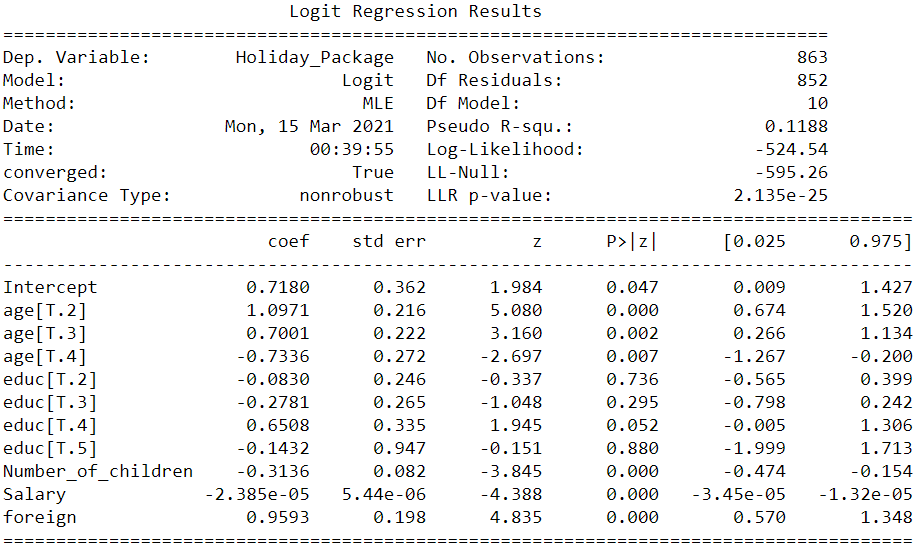 Logit Regression Results
==============================================================================
Dep. Variable: Holiday_Package No. Observations: 863
Model: Logit Df Residuals: 852
Method: MLE Df Model: 10
Date: Mon, 15 Mar 2021 Pseudo R-squ.: 0.1188
Time: 00:39:55 Log-Likelihood: -524.54
converged: True LL-Null: -595.26
Covariance Type: nonrobust LLR p-value: 2.135e-25
======================================================================================
coef std err z P>|z| [0.025 0.975]
--------------------------------------------------------------------------------------
Intercept 0.7180 0.362 1.984 0.047 0.009 1.427
age[T.2] 1.0971 0.216 5.080 0.000 0.674 1.520
age[T.3] 0.7001 0.222 3.160 0.002 0.266 1.134
age[T.4] -0.7336 0.272 -2.697 0.007 -1.267 -0.200
educ[T.2] -0.0830 0.246 -0.337 0.736 -0.565 0.399
educ[T.3] -0.2781 0.265 -1.048 0.295 -0.798 0.242
educ[T.4] 0.6508 0.335 1.945 0.052 -0.005 1.306
educ[T.5] -0.1432 0.947 -0.151 0.880 -1.999 1.713
Number_of_children -0.3136 0.082 -3.845 0.000 -0.474 -0.154
Salary -2.385e-05 5.44e-06 -4.388 0.000 -3.45e-05 -1.32e-05
foreign 0.9593 0.198 4.835 0.000 0.570 1.348
======================================================================================